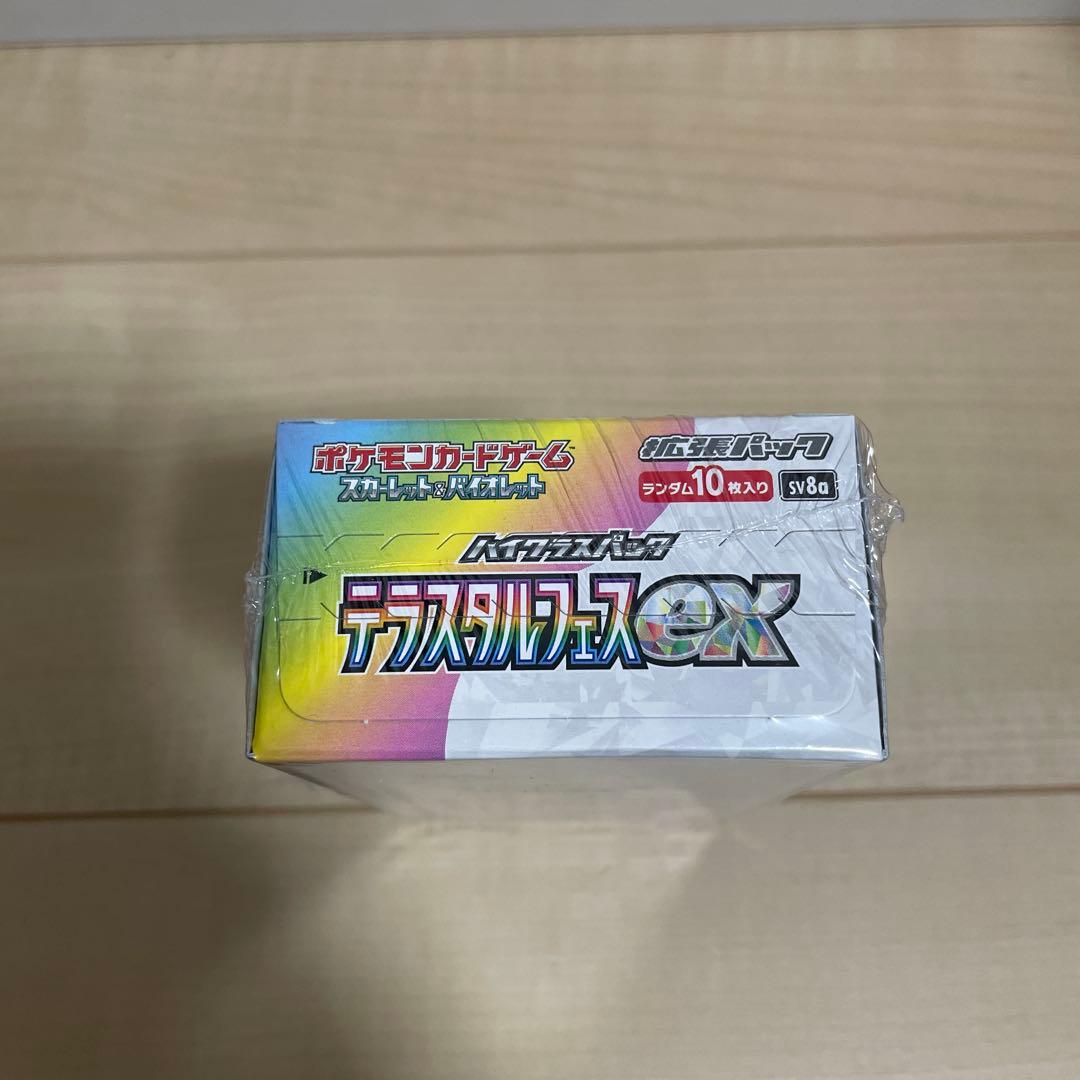 ポケモンカードゲーム
スカーレット&バイオレット
拡張パック
ランダム10枚入り SV8a
ハイクラスパック
テラスタルフェスex